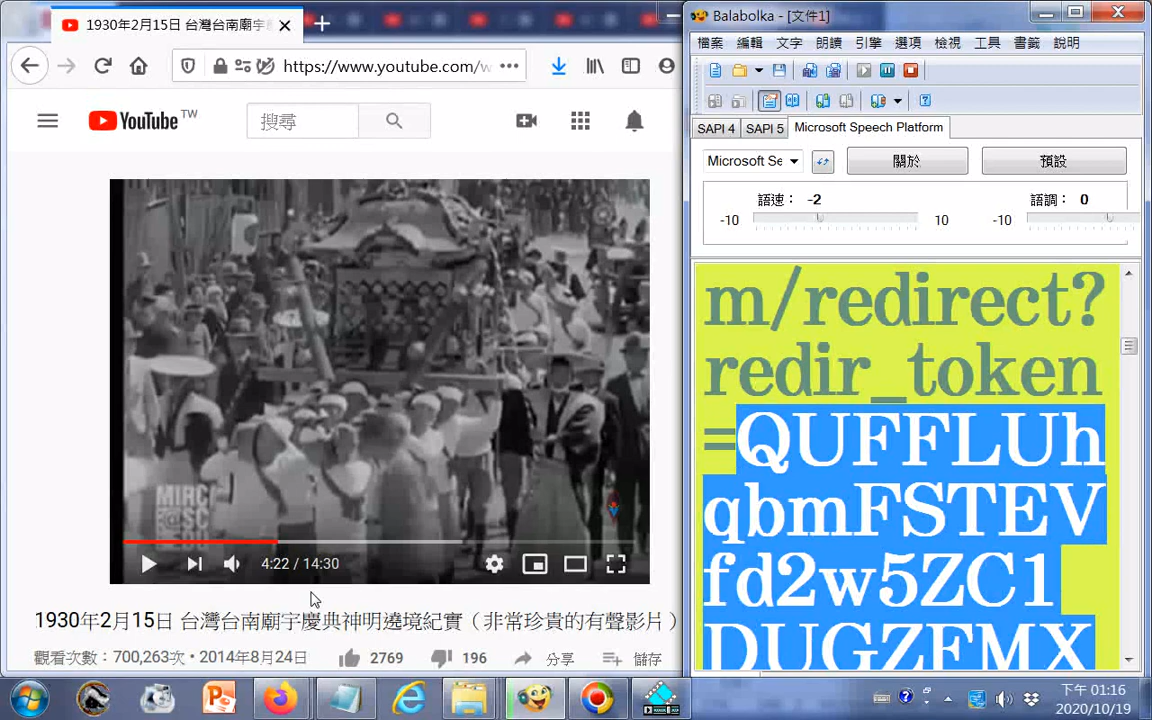 1930年2月15日 台灣台南廟宇
https://www.youtube.com/w
YouTube TW
搜尋
MIRC
4:22 / 14:30
1930年2月15日 台灣台南廟宇慶典神明遶境紀實（非常珍貴的有聲影片）
觀看次數：700,263次 • 2014年8月24日
2769
196
分享
儲存
Balabolka - [文件1]
檔案 編輯 文字 朗讀 引擎 選項 檢視 工具 書籤 說明
SAPI 4 SAPI 5 Microsoft Speech Platform
Microsoft Se
關於
預設
語速： -2
語調： 0
-10 10 -10
m/redirect?
redir_token
=QUFFLUh
qbmFSTEV
fd2w5ZC1
DUGZFMX
下午 01:16
2020/10/19